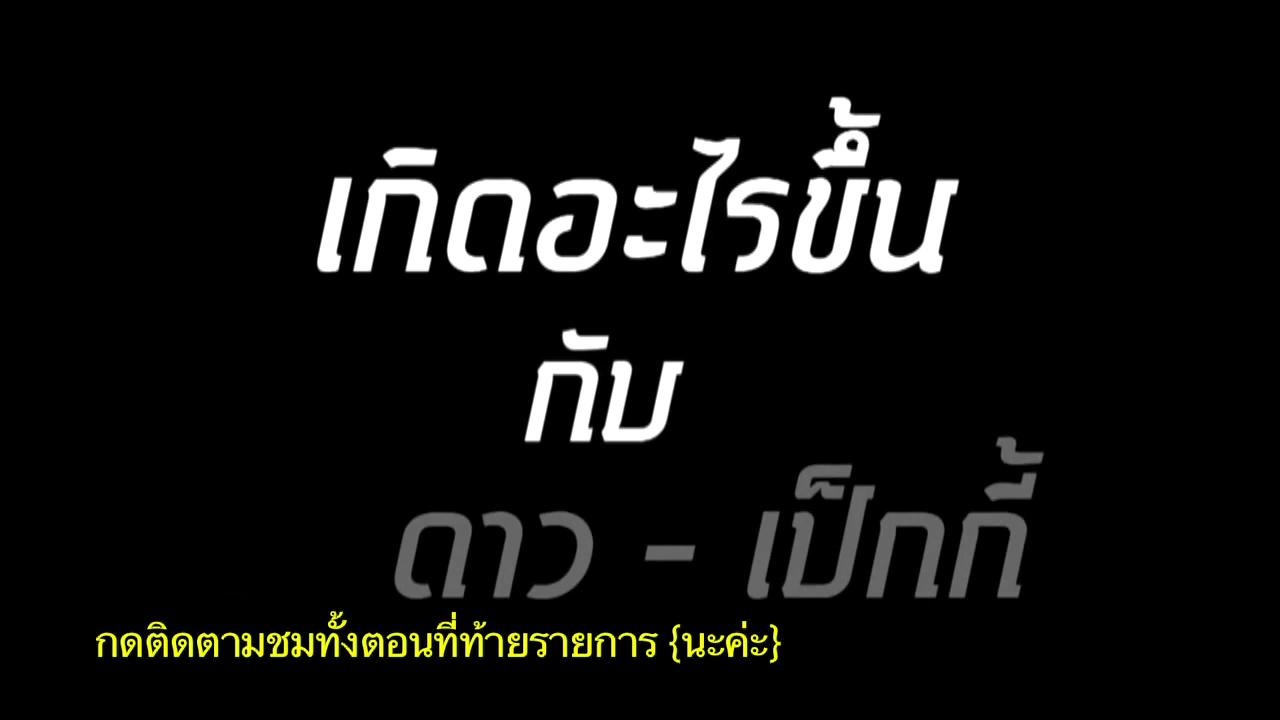 เกิดอะไรขึ้น
กับ
ดาว - เป็กกี้
กดติดตามชมทั้งตอนที่ท้ายรายการ {นะค่ะ}